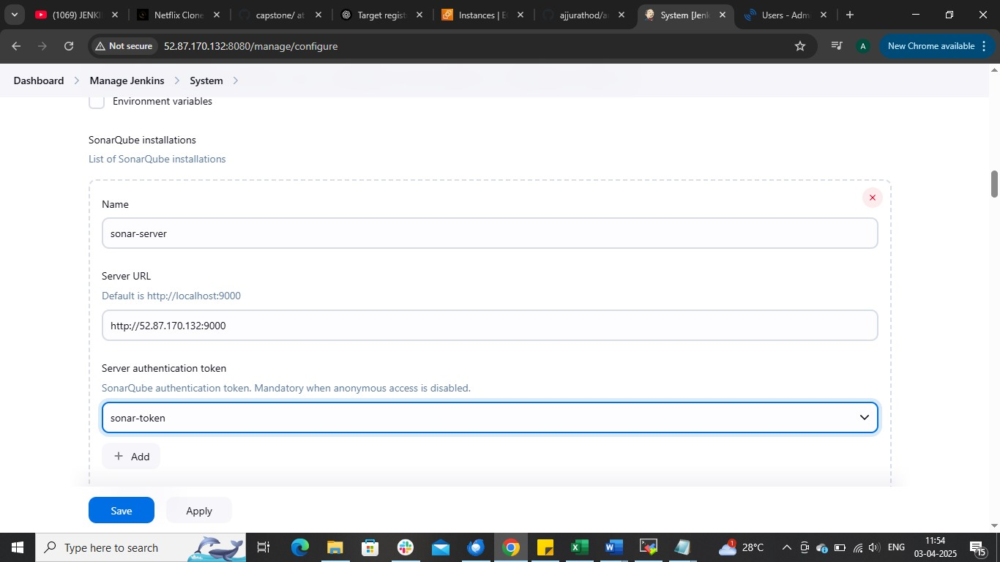 (1069) JENKI
Netflix Clone
capstone/ at
Target regist
Instances | E
ajjurathod/a
System [Jenk
Users - Adm
Not secure
52.87.170.132:8080/manage/configure
A
New Chrome available
Dashboard
Manage Jenkins
System
Environment variables
SonarQube installations
List of SonarQube installations
Name
sonar-server
Server URL
Default is http://localhost:9000
http://52.87.170.132:9000
Server authentication token
SonarQube authentication token. Mandatory when anonymous access is disabled.
sonar-token
+ Add
Save
Apply
Type here to search
1
28°C
ENG
11:54
03-04-2025
15